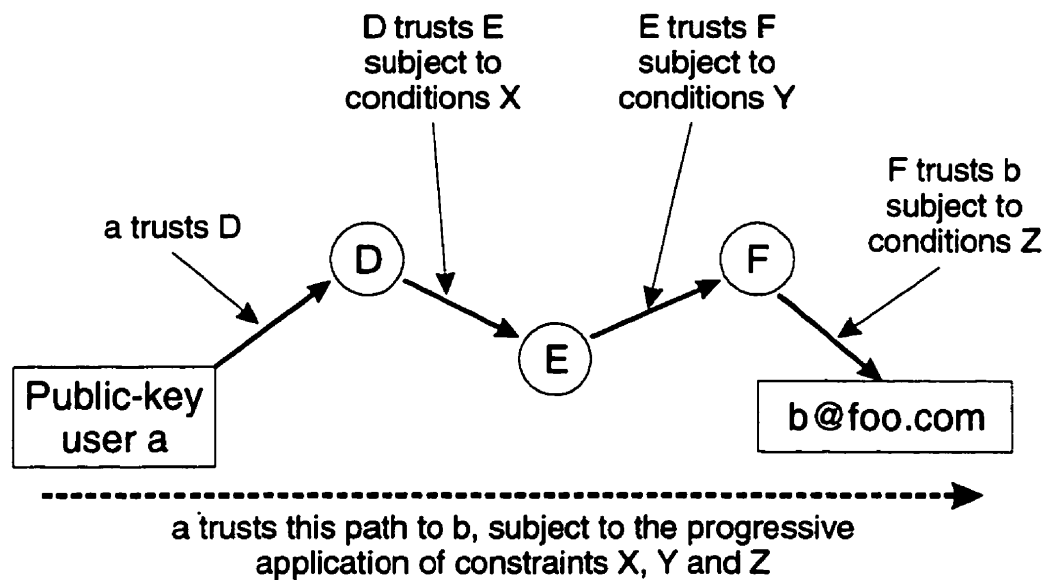 D trusts E
subject to
conditions X
E trusts F
subject to
conditions Y
F trusts b
subject to
conditions Z
a trusts D
D
F
E
Public-key
user a
b@foo.com
a trusts this path to b, subject to the progressive
application of constraints X, Y and Z